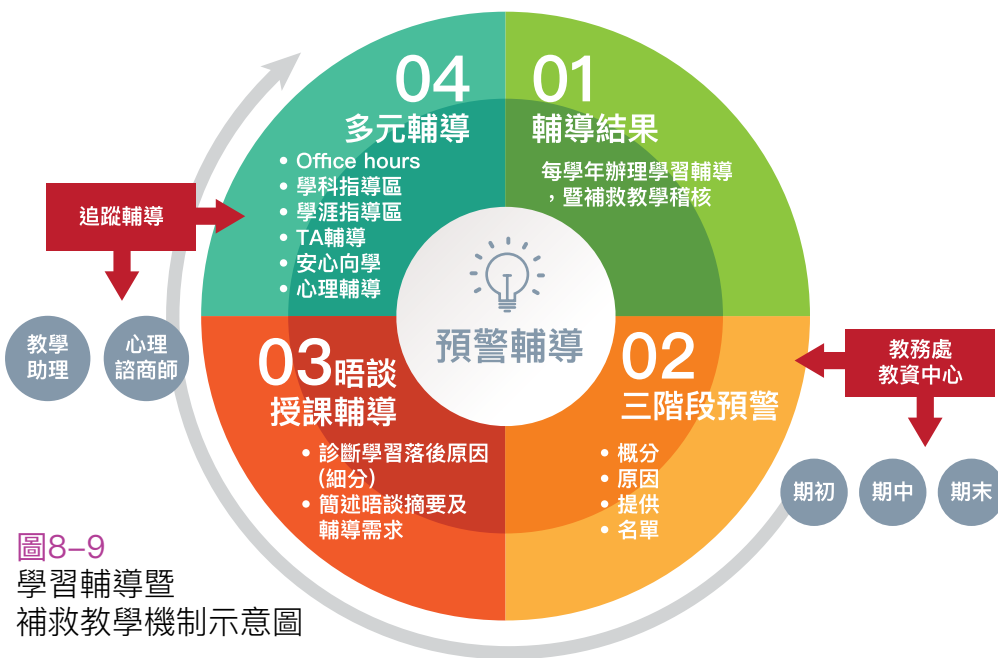 04
多元輔導
• Office hours
• 學科指導區
• 學涯指導區
• TA輔導
• 安心向學
• 心理輔導
01
輔導結果
每學年辦理學習輔導
,暨補救教學稽核
追蹤輔導
教學
助理
心理
諮商師
預警輔導
03晤談
授課輔導
• 診斷學習落後原因
(細分)
• 簡述晤談摘要及
輔導需求
02
三階段預警
• 概分
• 原因
• 提供
• 名單
教務處
教資中心
期初
期中
期末
圖8–9
學習輔導暨
補救教學機制示意圖